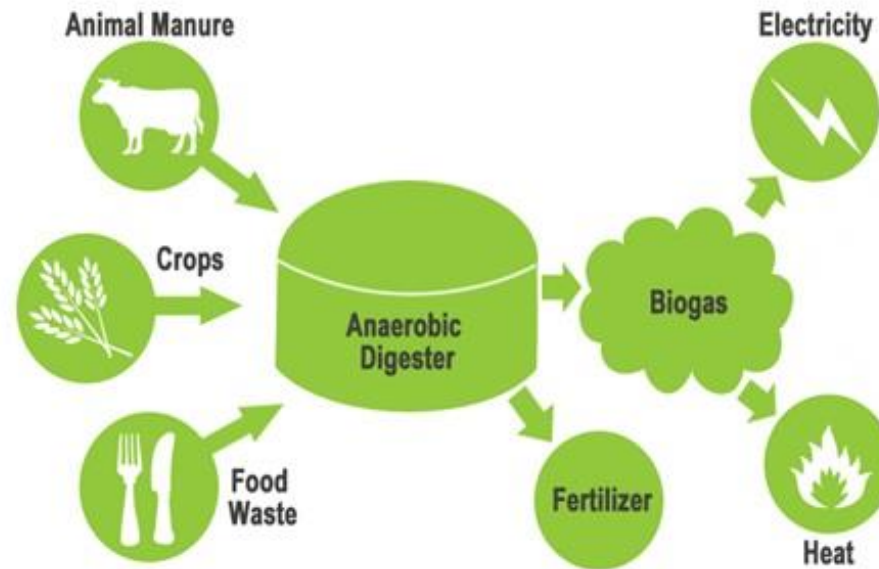 Animal Manure
Electricity
Crops
Anaerobic
Digester
Biogas
Food
Waste
Fertilizer
Heat